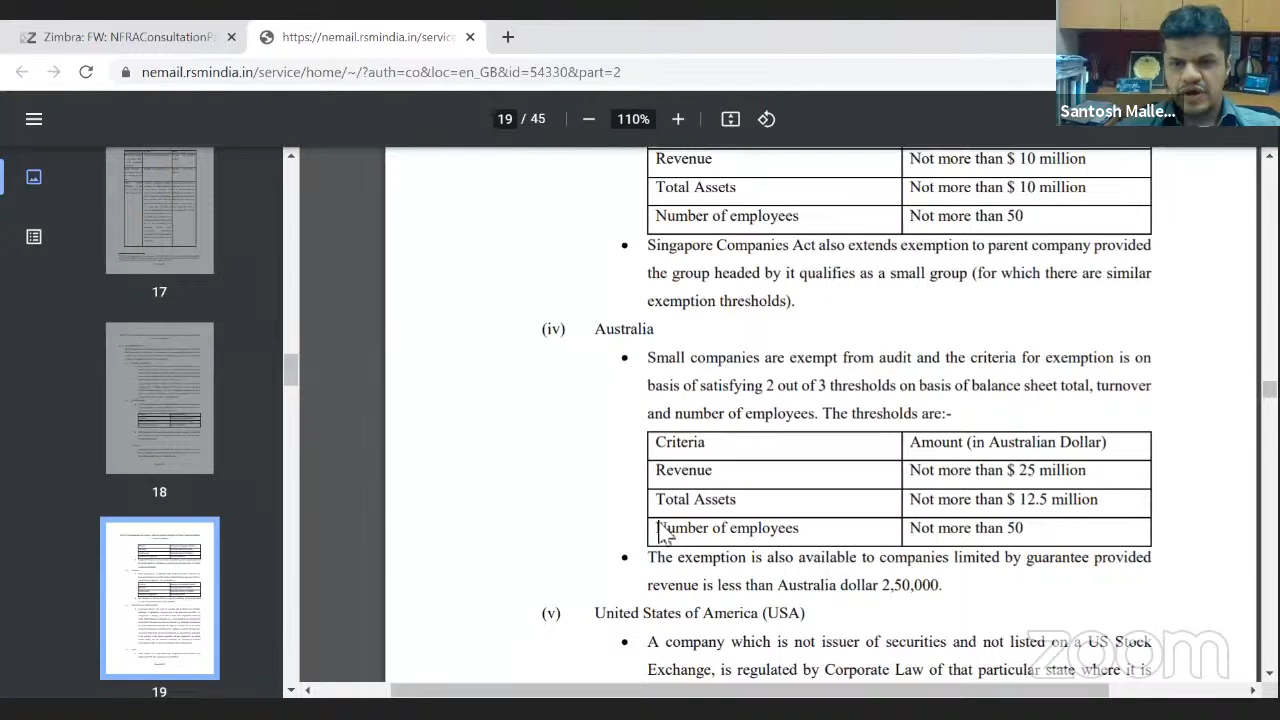 Zimbra: FW: NFRAConsultationPa
https://nemail.rsmindia.in/service
nemail.rsmindia.in/service/home/~/?auth=co&loc=en_GB&id=54330&part=2
Santosh Malle...
19 / 45
110%
17
18
19
Revenue Not more than $ 10 million
Total Assets Not more than $ 10 million
Number of employees Not more than 50
• Singapore Companies Act also extends exemption to parent company provided
the group headed by it qualifies as a small group (for which there are similar
exemption thresholds).
(iv) Australia
• Small companies are exempt from audit and the criteria for exemption is on
basis of satisfying 2 out of 3 thresholds on basis of balance sheet total, turnover
and number of employees. The thresholds are:-
Criteria Amount (in Australian Dollar)
Revenue Not more than $ 25 million
Total Assets Not more than $ 12.5 million
Number of employees Not more than 50
• The exemption is also available to companies limited by guarantee provided
revenue is less than Australia dollar 2,50,000.
(v) United States of America (USA)
• A company which is not issuer of securities and not listed on a US Stock
Exchange, is regulated by Corporate Law of that particular state where it is
zoom